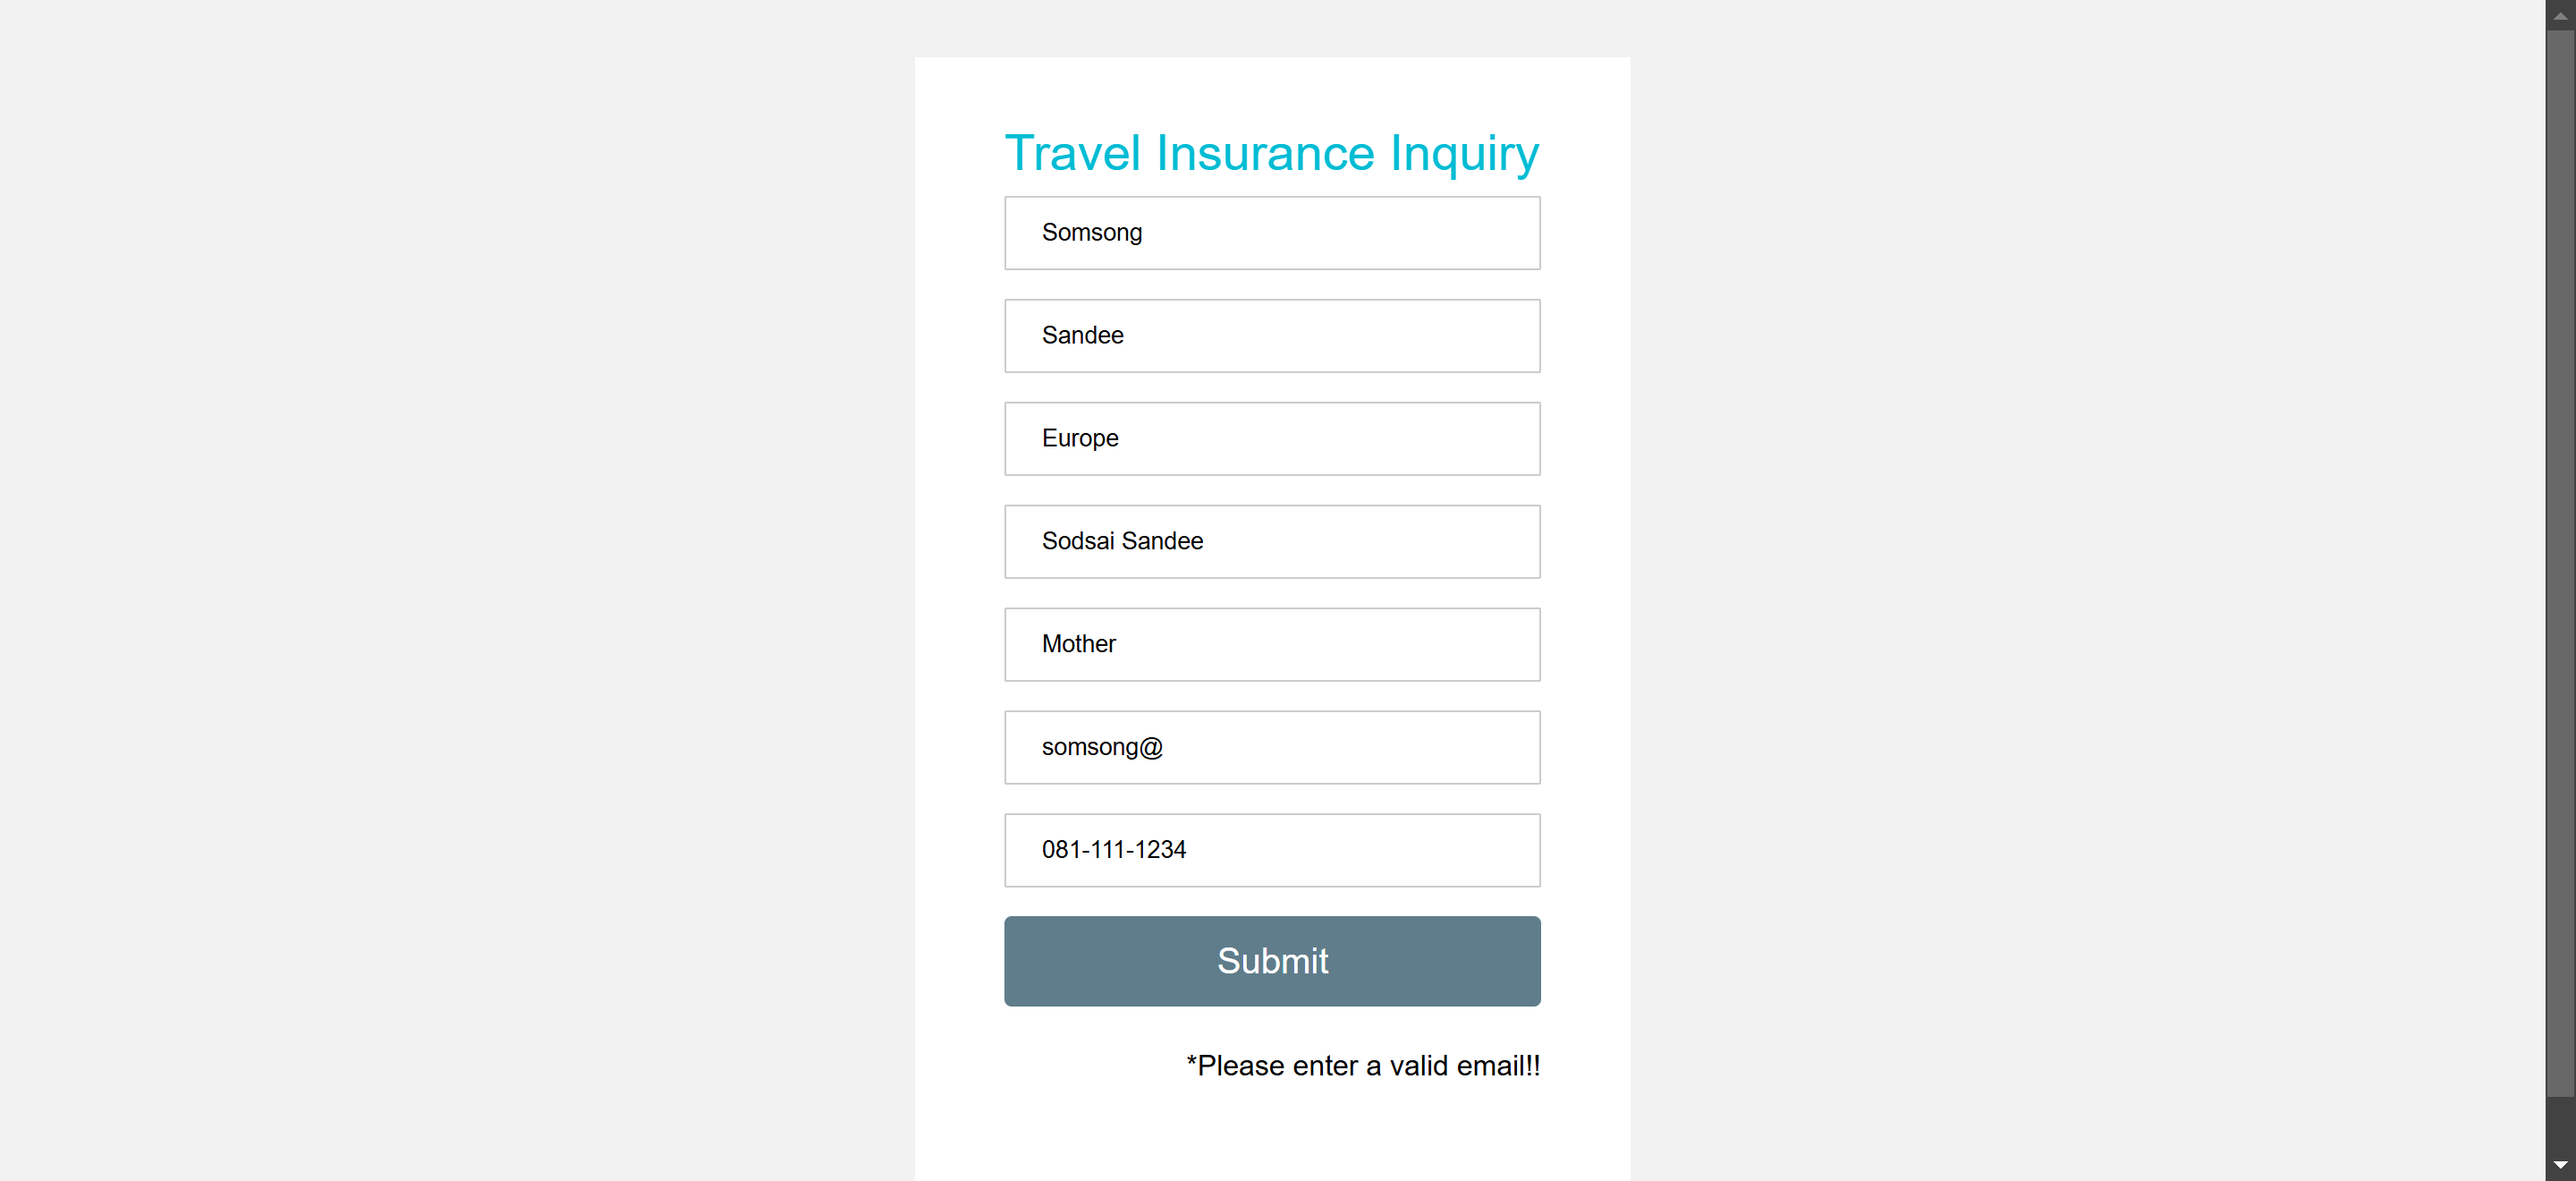 Travel Insurance Inquiry
Somsong
Sandee
Europe
Sodsai Sandee
Mother
somsong@
081-111-1234
Submit
*Please enter a valid email!!